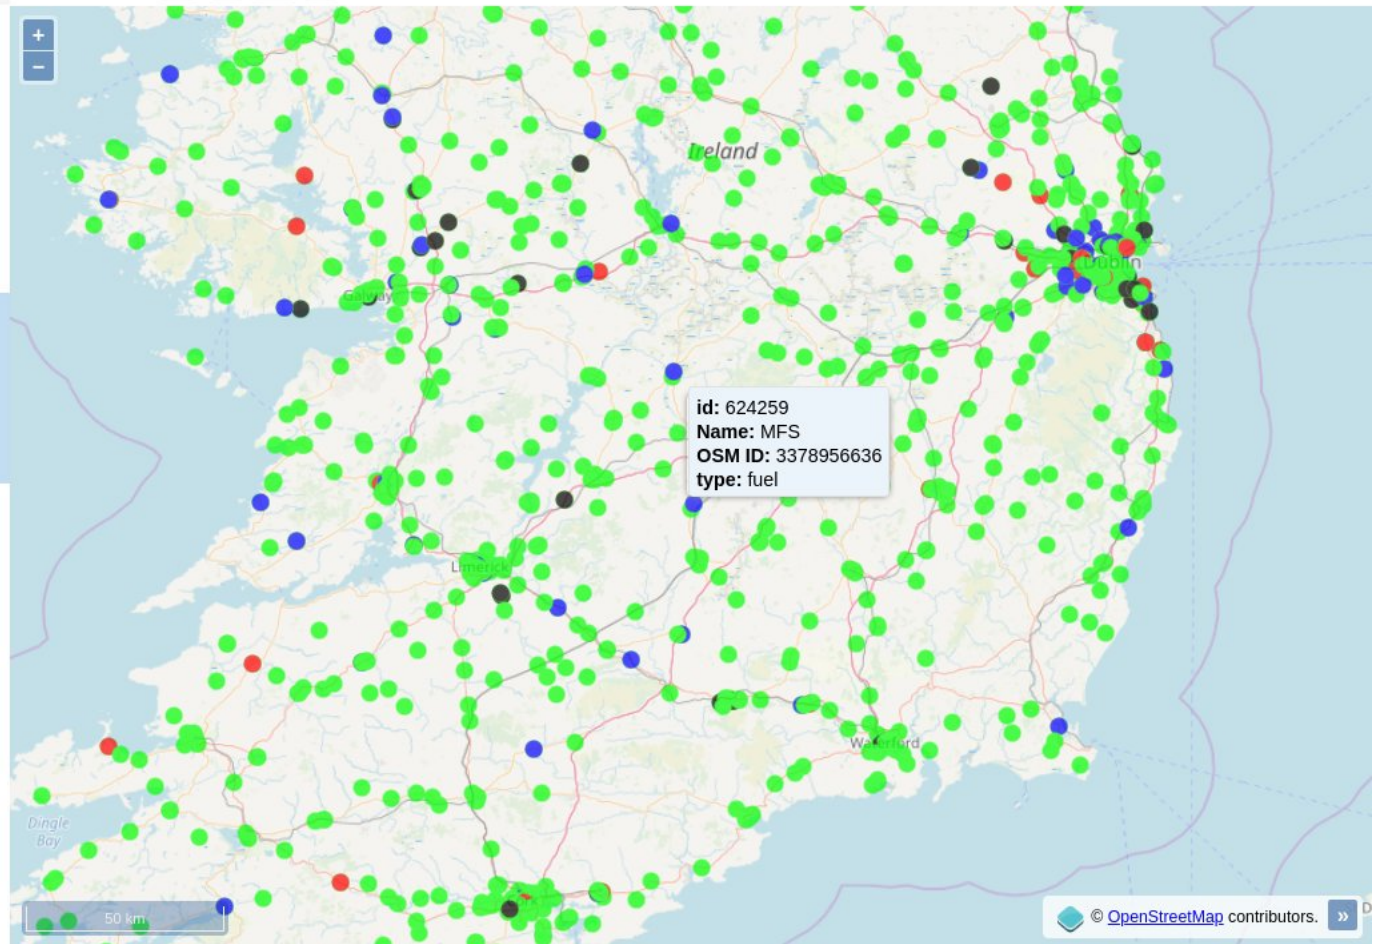 +
−
Ireland
Dublin
Galway
id: 624259
Name: MFS
OSM ID: 3378956636
type: fuel
Limerick
Waterford
Dingle
Bay
50 km
© OpenStreetMap contributors.
»
D